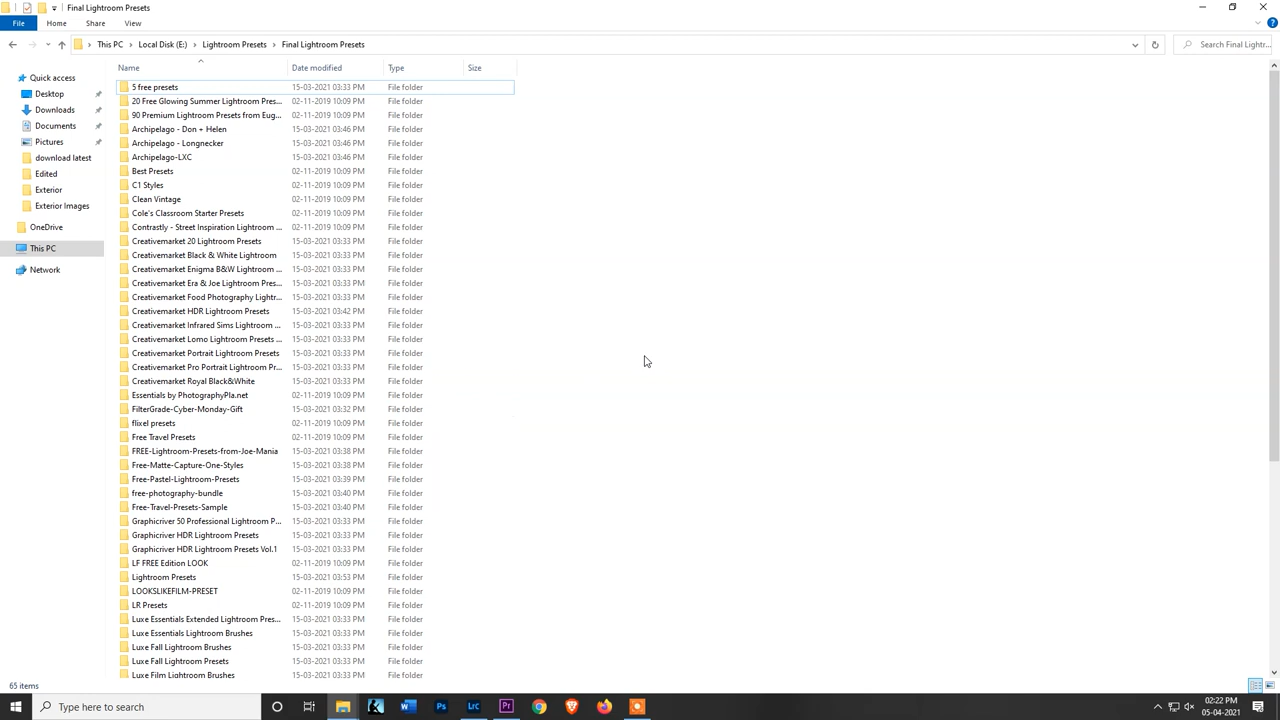 Final Lightroom Presets
File Home Share View
This PC Local Disk (E:) Lightroom Presets Final Lightroom Presets Search Final Lightr...
Name Date modified Type Size
Quick access
Desktop
Downloads
Documents
Pictures
download latest
Edited
Exterior
Exterior Images
OneDrive
This PC
Network
5 free presets 15-03-2021 03:33 PM File folder
20 Free Glowing Summer Lightroom Pres... 02-11-2019 10:09 PM File folder
90 Premium Lightroom Presets from Eug... 02-11-2019 10:09 PM File folder
Archipelago - Don + Helen 15-03-2021 03:46 PM File folder
Archipelago - Longnecker 15-03-2021 03:46 PM File folder
Archipelago-LXC 15-03-2021 03:46 PM File folder
Best Presets 02-11-2019 10:09 PM File folder
C1 Styles 02-11-2019 10:09 PM File folder
Clean Vintage 02-11-2019 10:09 PM File folder
Cole's Classroom Starter Presets 02-11-2019 10:09 PM File folder
Contrastly - Street Inspiration Lightroom ... 02-11-2019 10:09 PM File folder
Creativemarket 20 Lightroom Presets 15-03-2021 03:33 PM File folder
Creativemarket Black & White Lightroom 15-03-2021 03:33 PM File folder
Creativemarket Enigma B&W Lightroom ... 15-03-2021 03:33 PM File folder
Creativemarket Era & Joe Lightroom Pres... 15-03-2021 03:33 PM File folder
Creativemarket Food Photography Lightr... 15-03-2021 03:33 PM File folder
Creativemarket HDR Lightroom Presets 15-03-2021 03:42 PM File folder
Creativemarket Infrared Sims Lightroom ... 15-03-2021 03:33 PM File folder
Creativemarket Lomo Lightroom Presets ... 15-03-2021 03:33 PM File folder
Creativemarket Portrait Lightroom Presets 15-03-2021 03:33 PM File folder
Creativemarket Pro Portrait Lightroom Pr... 15-03-2021 03:33 PM File folder
Creativemarket Royal Black&White 15-03-2021 03:33 PM File folder
Essentials by PhotographyPla.net 02-11-2019 10:09 PM File folder
FilterGrade-Cyber-Monday-Gift 15-03-2021 03:32 PM File folder
flixel presets 02-11-2019 10:09 PM File folder
Free Travel Presets 02-11-2019 10:09 PM File folder
FREE-Lightroom-Presets-from-Joe-Mania 15-03-2021 03:38 PM File folder
Free-Matte-Capture-One-Styles 15-03-2021 03:38 PM File folder
Free-Pastel-Lightroom-Presets 15-03-2021 03:39 PM File folder
free-photography-bundle 15-03-2021 03:40 PM File folder
Free-Travel-Presets-Sample 15-03-2021 03:40 PM File folder
Graphicriver 50 Professional Lightroom P... 15-03-2021 03:33 PM File folder
Graphicriver HDR Lightroom Presets 15-03-2021 03:33 PM File folder
Graphicriver HDR Lightroom Presets Vol.1 15-03-2021 03:33 PM File folder
LF FREE Edition LOOK 02-11-2019 10:09 PM File folder
Lightroom Presets 15-03-2021 03:53 PM File folder
LOOKSLIKEFILM-PRESET 02-11-2019 10:09 PM File folder
LR Presets 02-11-2019 10:09 PM File folder
Luxe Essentials Extended Lightroom Pres... 15-03-2021 03:33 PM File folder
Luxe Essentials Lightroom Brushes 15-03-2021 03:33 PM File folder
Luxe Fall Lightroom Brushes 15-03-2021 03:33 PM File folder
Luxe Fall Lightroom Presets 15-03-2021 03:33 PM File folder
Luxe Film Lightroom Brushes 15-03-2021 03:33 PM File folder
65 items
Type here to search
Ps Lrc Pr
02:22 PM
05-04-2021